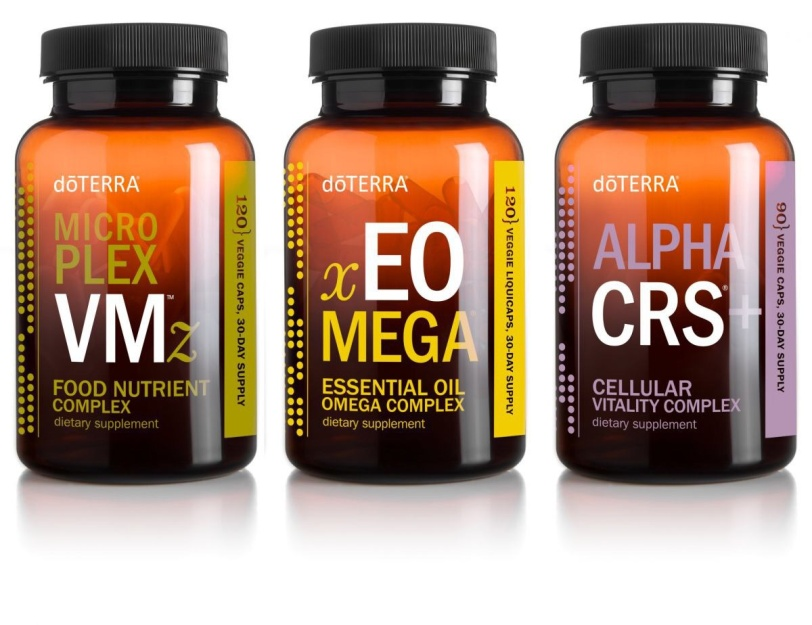 dōTERRA®
MICRO
PLEX
VMz™
FOOD NUTRIENT
COMPLEX
dietary supplement
120} VEGGIE CAPS, 30-DAY SUPPLY
dōTERRA®
xEO
MEGA®
ESSENTIAL OIL
OMEGA COMPLEX
dietary supplement
120} VEGGIE LIQUICAPS, 30-DAY SUPPLY
dōTERRA®
ALPHA
CRS®+
CELLULAR
VITALITY COMPLEX
dietary supplement
90} VEGGIE CAPS, 30-DAY SUPPLY